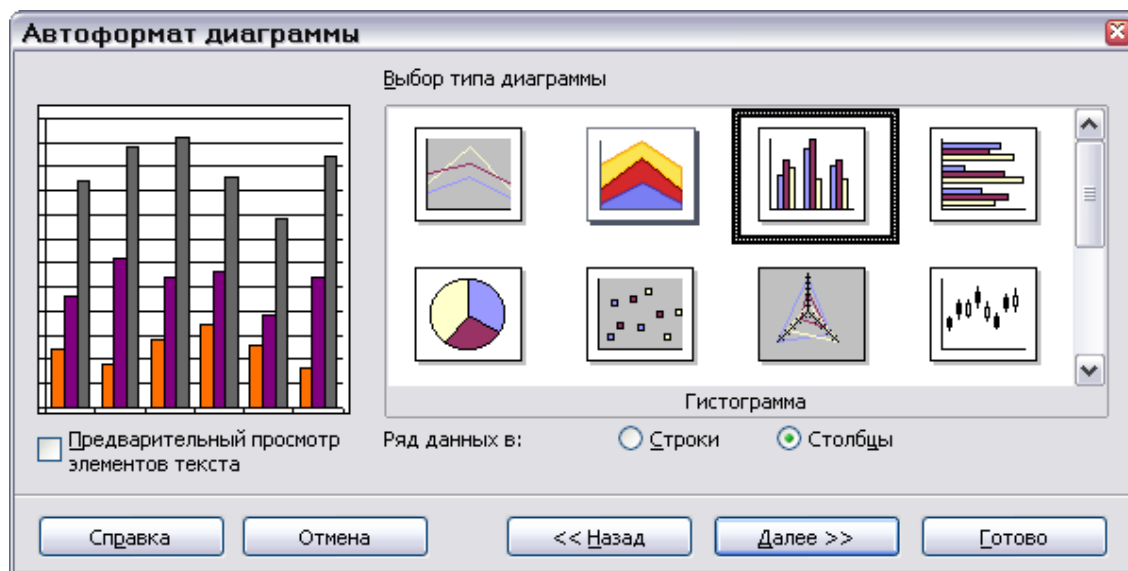 Автоформат диаграммы
Выбор типа диаграммы
Гистограмма
Предварительный просмотр
элементов текста
Ряд данных в:
Строки
Столбцы
Справка
Отмена
<< Назад
Далее >>
Готово